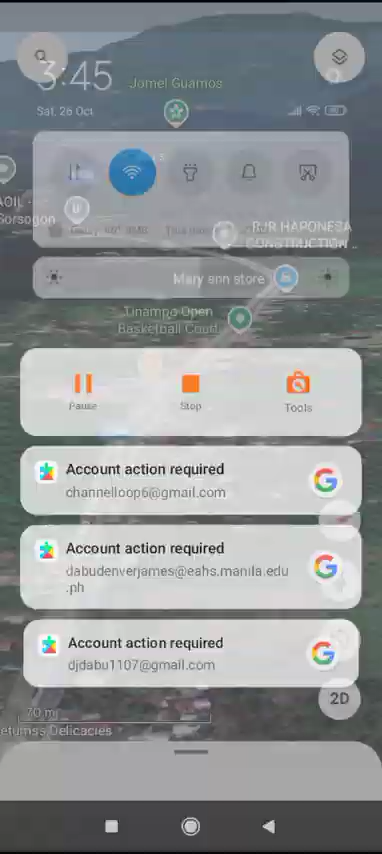 3:45
Jomel Guamos
Sat, 26 Oct
Sorsogon
RJR HAPONESA
CONSTRUCTION...
Mary ann store
Tinampo Open
Basketball Court
Pause
Stop
Tools
Account action required
channelloop6@gmail.com
Account action required
dabudenverjames@eahs.manila.edu
.ph
Account action required
djdabu1107@gmail.com
2D
etumss Delicacies